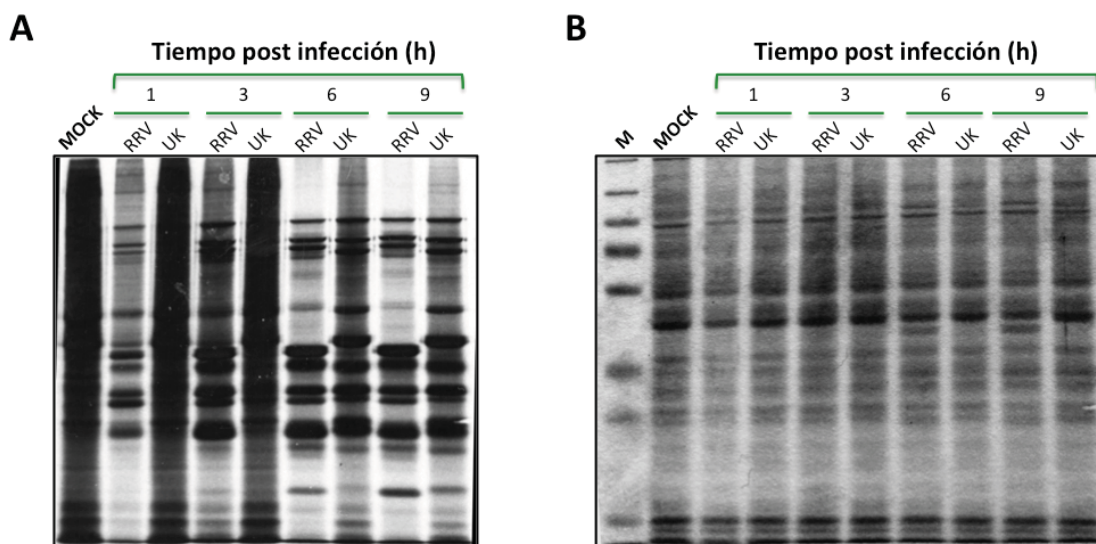 A
Tiempo post infección (h)
1 3 6 9
MOCK RRV UK RRV UK RRV UK RRV UK
B
Tiempo post infección (h)
1 3 6 9
M MOCK RRV UK RRV UK RRV UK RRV UK